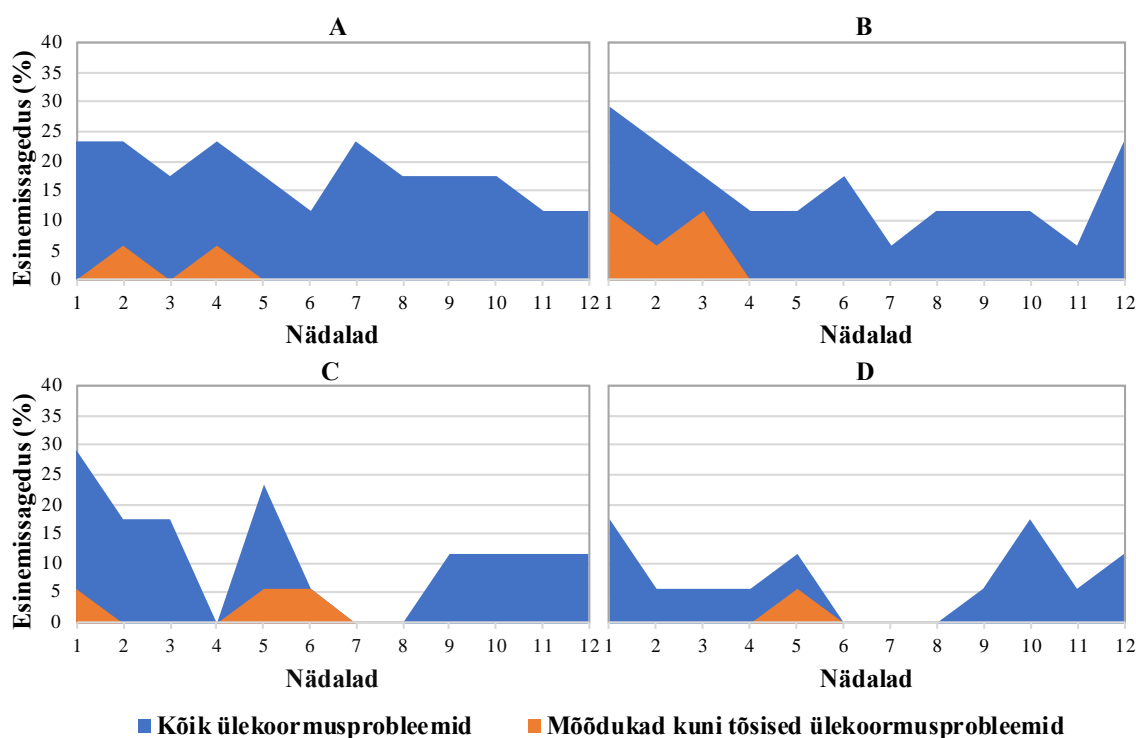 A
B
Esinemissagedus (%)
40
35
30
25
20
15
10
5
0
1 2 3 4 5 6 7 8 9 10 11 12
1 2 3 4 5 6 7 8 9 10 11 12
Nädalad
Nädalad
C
D
Esinemissagedus (%)
40
35
30
25
20
15
10
5
0
1 2 3 4 5 6 7 8 9 10 11 12
1 2 3 4 5 6 7 8 9 10 11 12
Nädalad
Nädalad
Kõik ülekoormusprobleemid
Mõõdukad kuni tõsised ülekoormusprobleemid